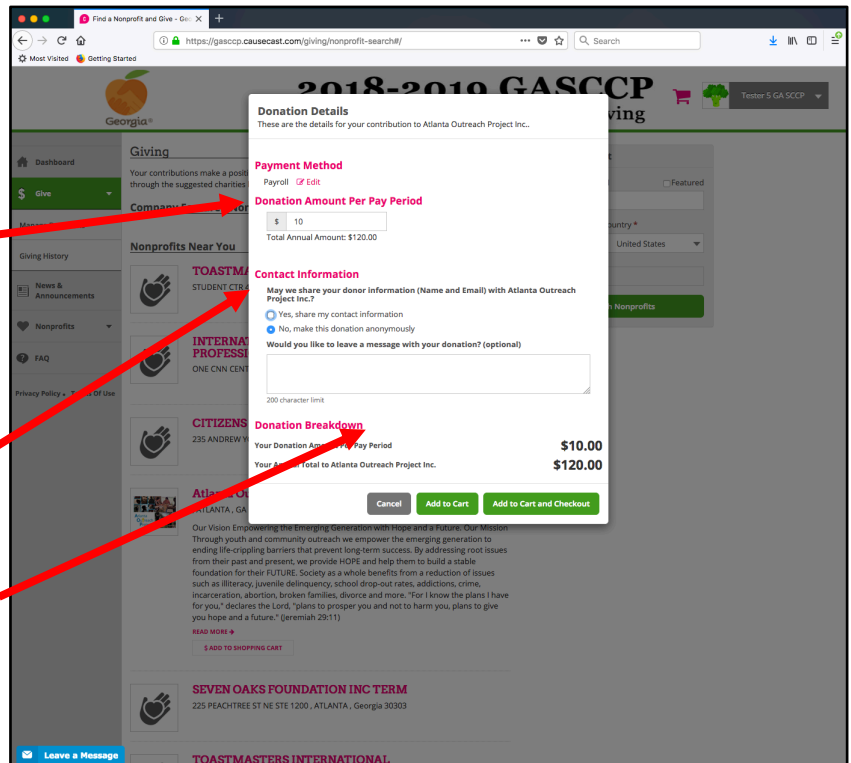 Find a Nonprofit and Give - Geo
https://gasccp.causecast.com/giving/nonprofit-search#/
Search
Most Visited
Getting Started
2018-2019 GASCCP
Georgia®
ving
Tester 5 GA SCCP
Dashboard
$ Give
Giving History
News &
Announcements
Nonprofits
FAQ
Privacy Policy
Of Use
Giving
Your contributions make a positi
through the suggested charities
Nonprofits Near You
TOASTMA
STUDENT CTR
INTERNAT
PROFESSI
ONE CNN CENT
CITIZENS
235 ANDREW Y
Atlanta Ou
ATLANTA , GA
Our Vision Empowering the Emerging Generation with Hope and a Future. Our Mission
Through youth and community outreach we empower the emerging generation to
ending life-crippling barriers that prevent long-term success. By addressing root issues
from their past and present, we provide HOPE and help them to build a stable
foundation for their FUTURE. Society as a whole benefits from a reduction of issues
such as illiteracy, juvenile delinquency, school drop-out rates, addictions, crime,
incarceration, abortion, broken families, divorce and more. "For I know the plans I have
for you," declares the Lord, "plans to prosper you and not to harm you, plans to give
you hope and a future." (Jeremiah 29:11)
READ MORE
$ ADD TO SHOPPING CART
SEVEN OAKS FOUNDATION INC TERM
225 PEACHTREE ST NE STE 1200 , ATLANTA , Georgia 30303
TOASTMASTERS INTERNATIONAL
Donation Details
These are the details for your contribution to Atlanta Outreach Project Inc..
Payment Method
Payroll Edit
Donation Amount Per Pay Period
$ 10
Total Annual Amount: $120.00
Contact Information
May we share your donor information (Name and Email) with Atlanta Outreach
Project Inc.?
Yes, share my contact information
No, make this donation anonymously
Would you like to leave a message with your donation? (optional)
200 character limit
Donation Breakdown
Your Donation Amount Per Pay Period $10.00
Your Annual Total to Atlanta Outreach Project Inc. $120.00
Cancel
Add to Cart
Add to Cart and Checkout
Featured
ountry *
United States
h Nonprofits
Leave a Message